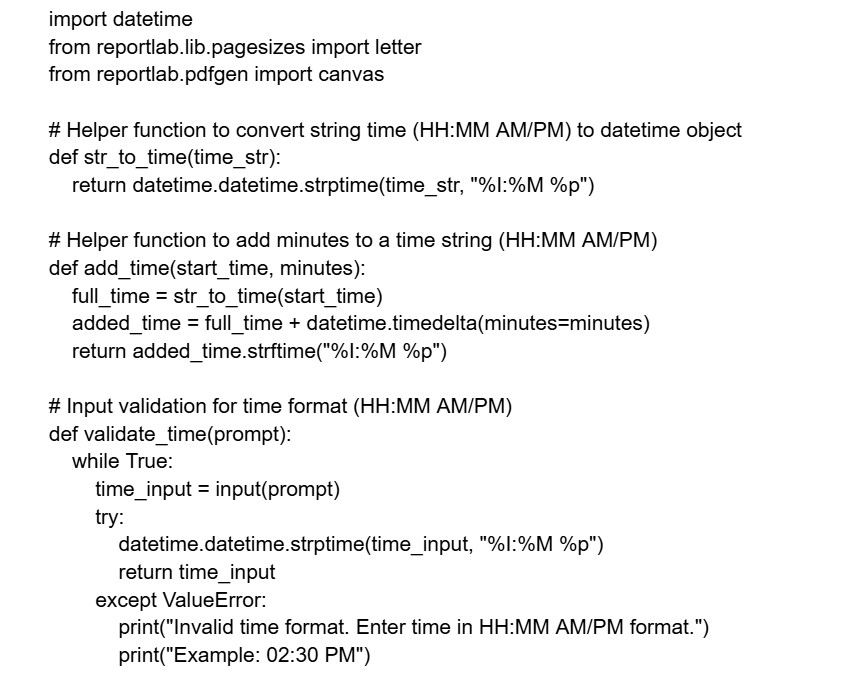 import datetime
from reportlab.lib.pagesizes import letter
from reportlab.pdfgen import canvas

# Helper function to convert string time (HH:MM AM/PM) to datetime object
def str_to_time(time_str):
    return datetime.datetime.strptime(time_str, "%I:%M %p")

# Helper function to add minutes to a time string (HH:MM AM/PM)
def add_time(start_time, minutes):
    full_time = str_to_time(start_time)
    added_time = full_time + datetime.timedelta(minutes=minutes)
    return added_time.strftime("%I:%M %p")

# Input validation for time format (HH:MM AM/PM)
def validate_time(prompt):
    while True:
        time_input = input(prompt)
        try:
            datetime.datetime.strptime(time_input, "%I:%M %p")
            return time_input
        except ValueError:
            print("Invalid time format. Enter time in HH:MM AM/PM format.")
            print("Example: 02:30 PM")